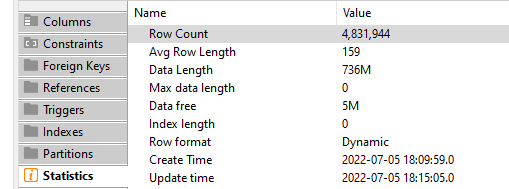 Columns
Constraints
Foreign Keys
References
Triggers
Indexes
Partitions
Statistics
Name Value
Row Count 4,831,944
Avg Row Length 159
Data Length 736M
Max data length 0
Data free 5M
Index length 0
Row format Dynamic
Create Time 2022-07-05 18:09:59.0
Update time 2022-07-05 18:15:05.0